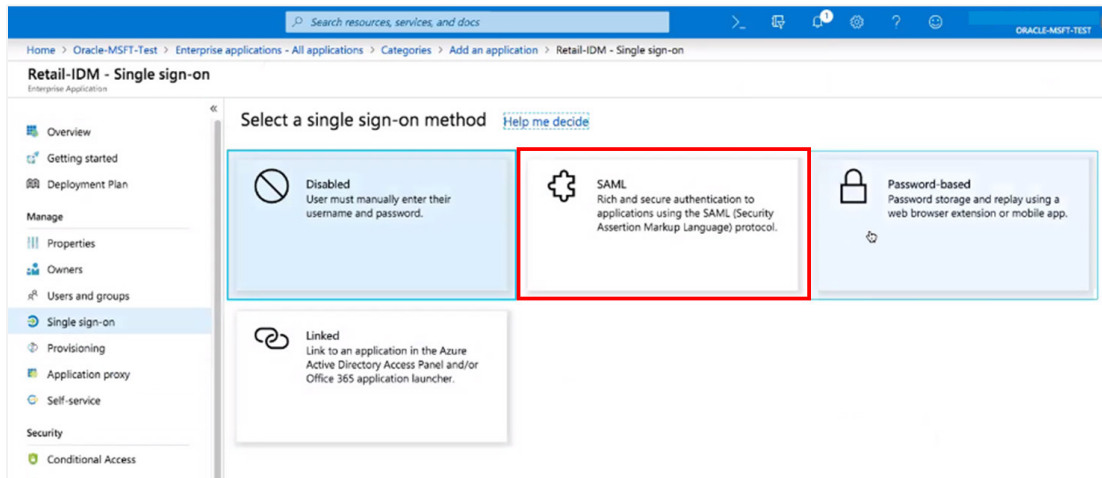 Search resources, services, and docs
1
ORACLE-MSFT-TEST
Home > Oracle-MSFT-Test > Enterprise applications - All applications > Categories > Add an application > Retail-IDM - Single sign-on
Retail-IDM - Single sign-on
Enterprise Application
Select a single sign-on method Help me decide
Overview
Getting started
Deployment Plan
Manage
Properties
Owners
Users and groups
Single sign-on
Provisioning
Application proxy
Self-service
Security
Conditional Access
Disabled
User must manually enter their
username and password.
SAML
Rich and secure authentication to
applications using the SAML (Security
Assertion Markup Language) protocol.
Password-based
Password storage and replay using a
web browser extension or mobile app.
Linked
Link to an application in the Azure
Active Directory Access Panel and/or
Office 365 application launcher.